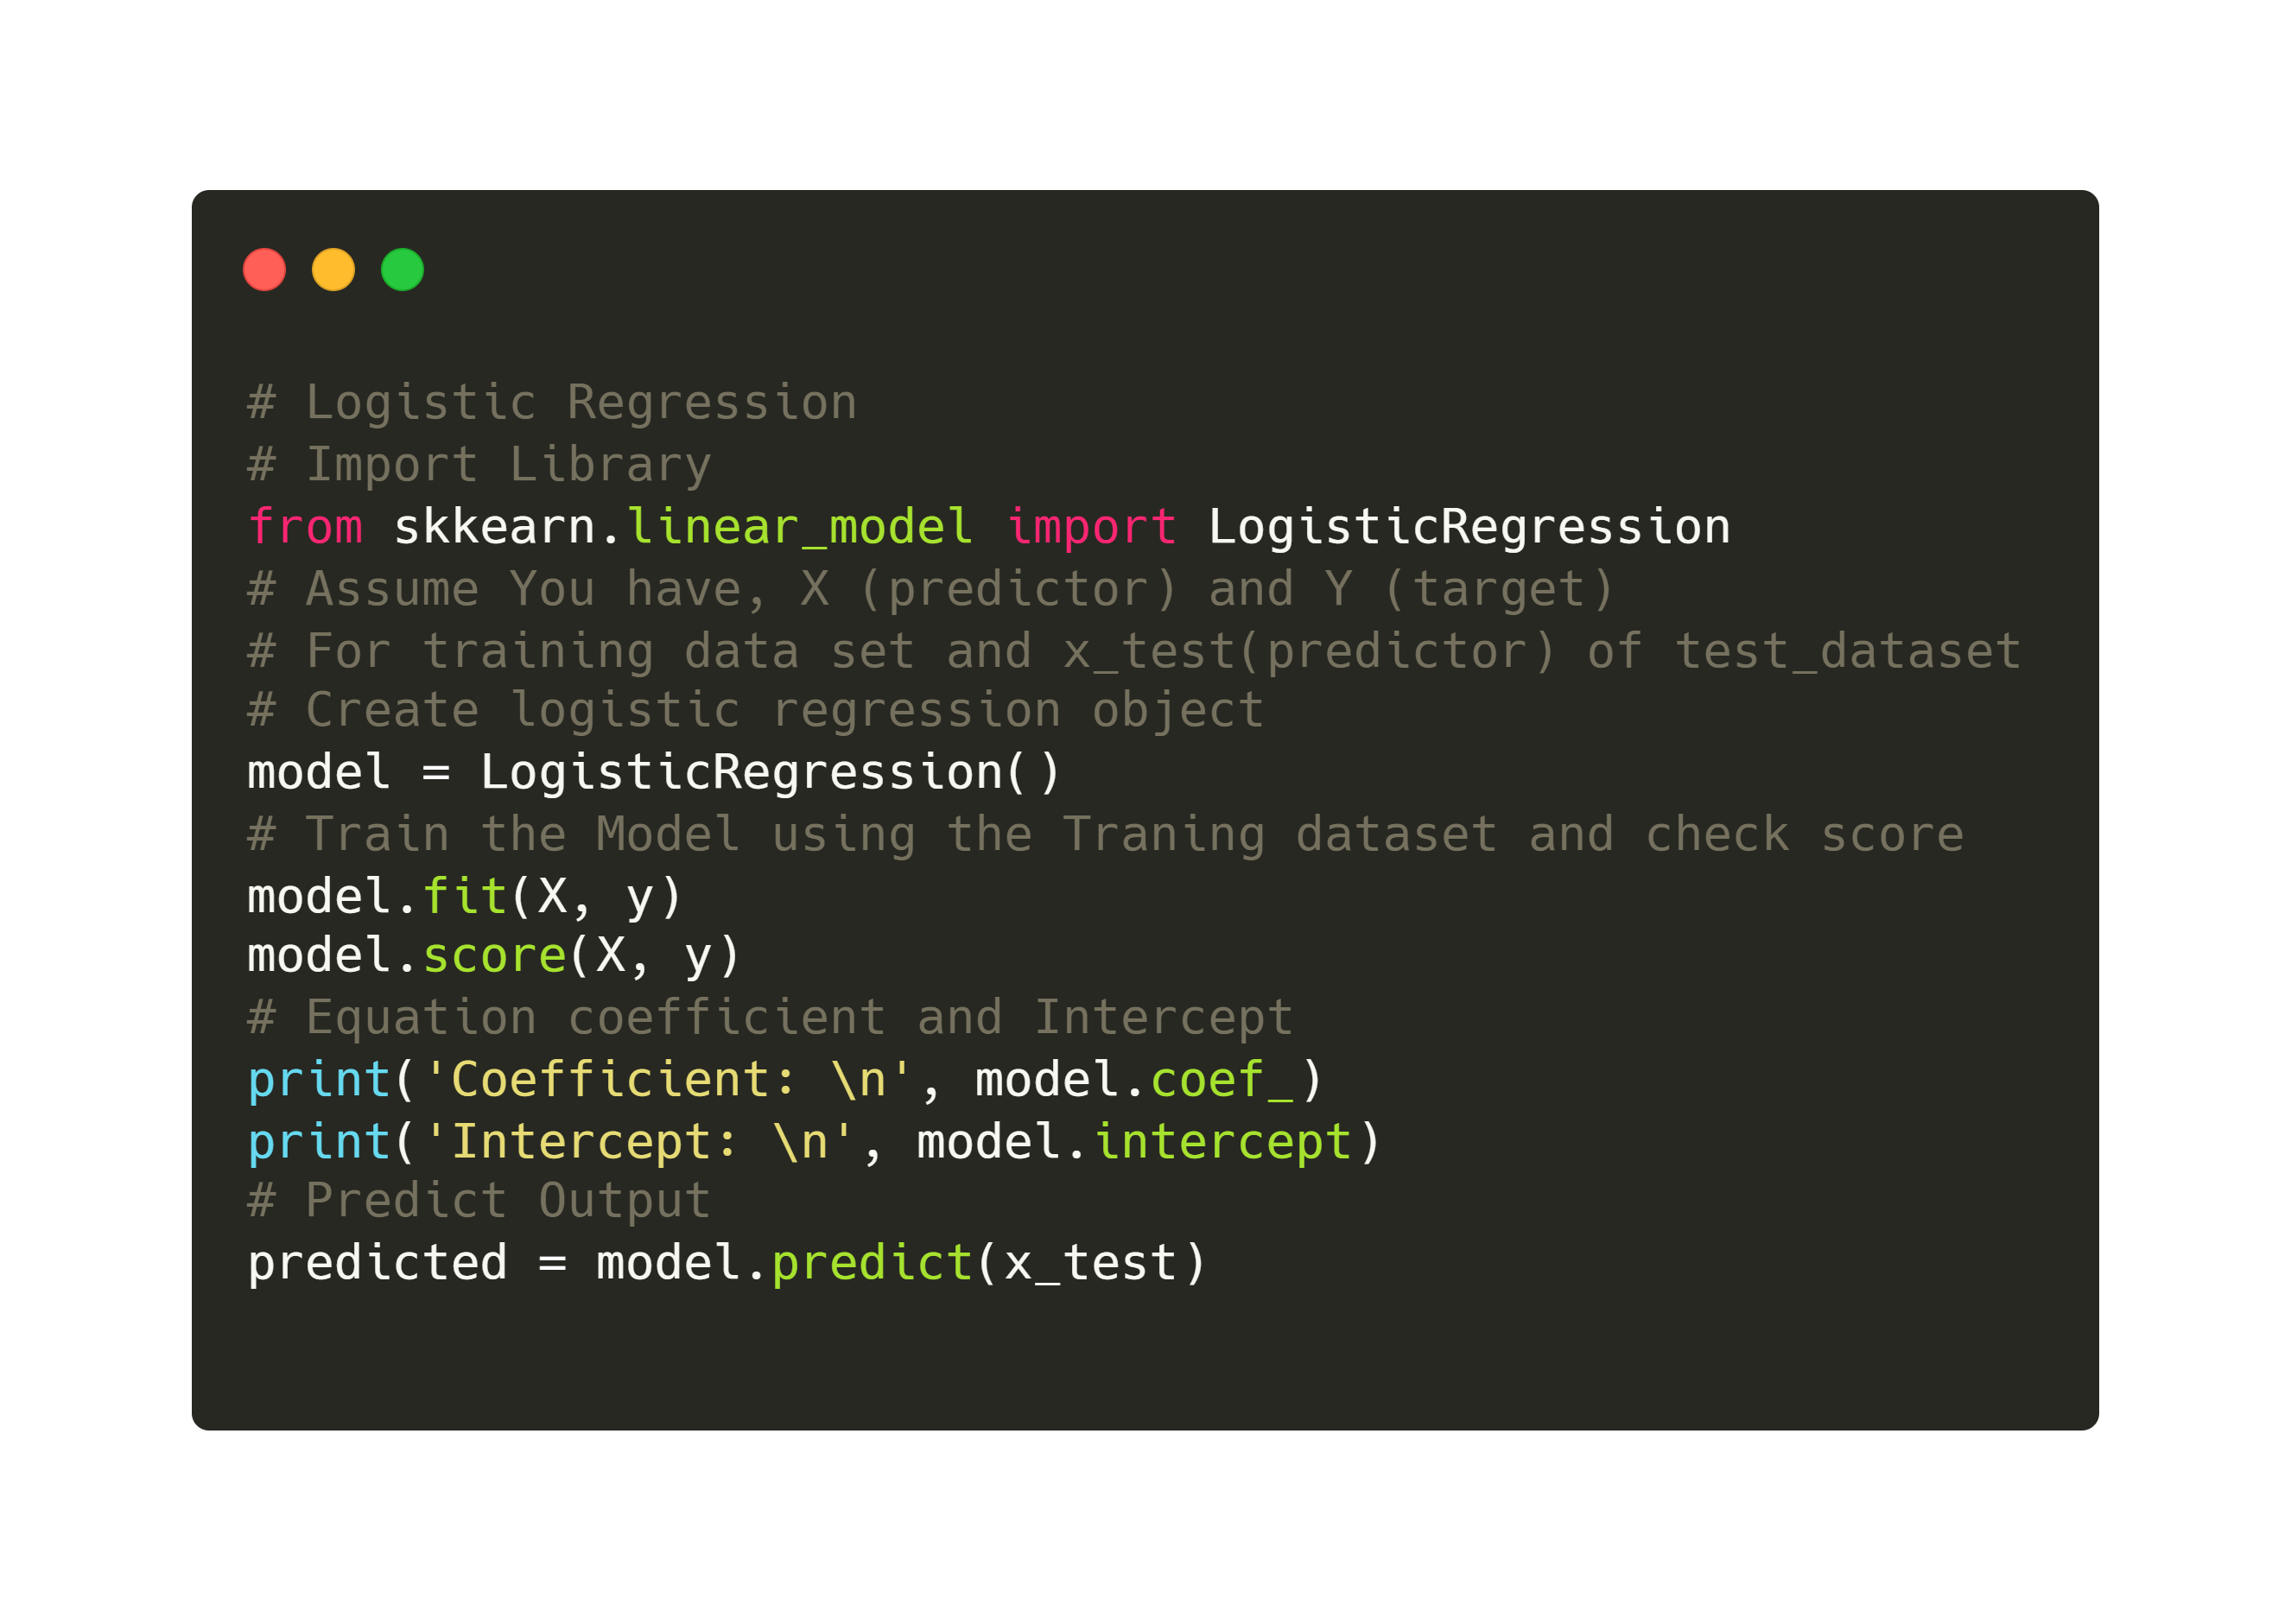 # Logistic Regression
# Import Library
from skkearn.linear_model import LogisticRegression
# Assume You have, X (predictor) and Y (target)
# For training data set and x_test(predictor) of test_dataset
# Create logistic regression object
model = LogisticRegression()
# Train the Model using the Traning dataset and check score
model.fit(X, y)
model.score(X, y)
# Equation coefficient and Intercept
print('Coefficient: \n', model.coef_)
print('Intercept: \n', model.intercept)
# Predict Output
predicted = model.predict(x_test)